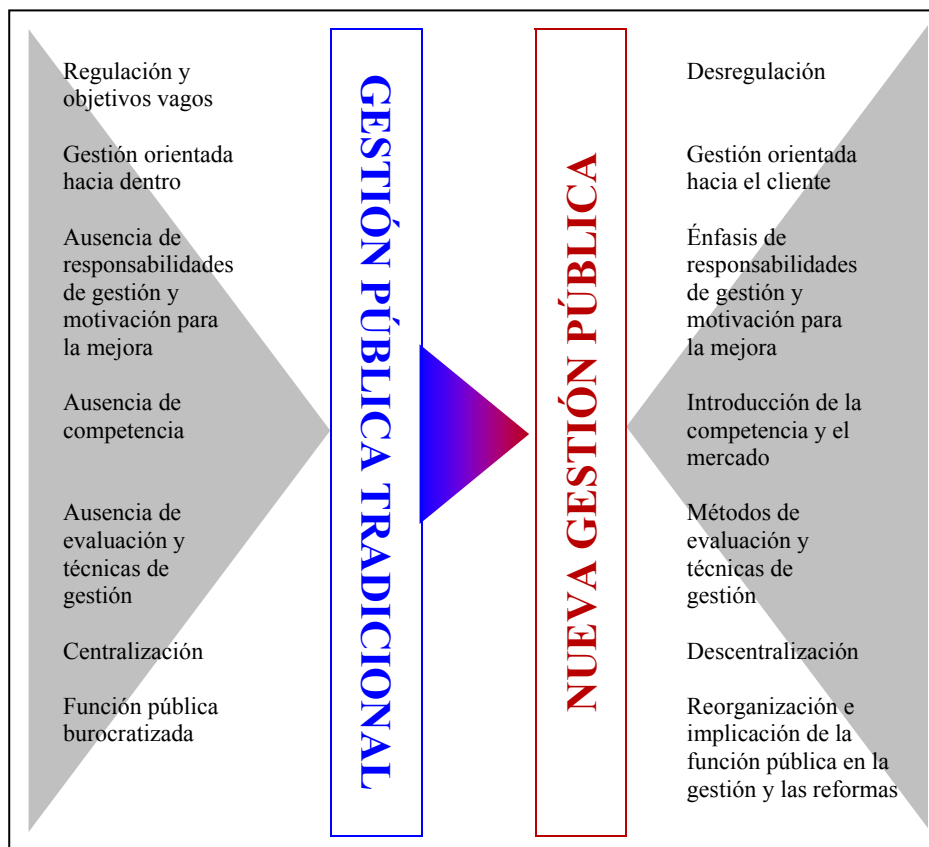 Regulación y
objetivos vagos
Gestión orientada
hacia dentro
Ausencia de
responsabilidades
de gestión y
motivación para
la mejora
Ausencia de
competencia
Ausencia de
evaluación y
técnicas de
gestión
Centralización
Función pública
burocratizada
GESTIÓN PÚBLICA TRADICIONAL
NUEVA GESTIÓN PÚBLICA
Desregulación
Gestión orientada
hacia el cliente
Énfasis de
responsabilidades
de gestión y
motivación para
la mejora
Introducción de la
competencia y el
mercado
Métodos de
evaluación y
técnicas de
gestión
Descentralización
Reorganización e
implicación de la
función pública en la
gestión y las reformas